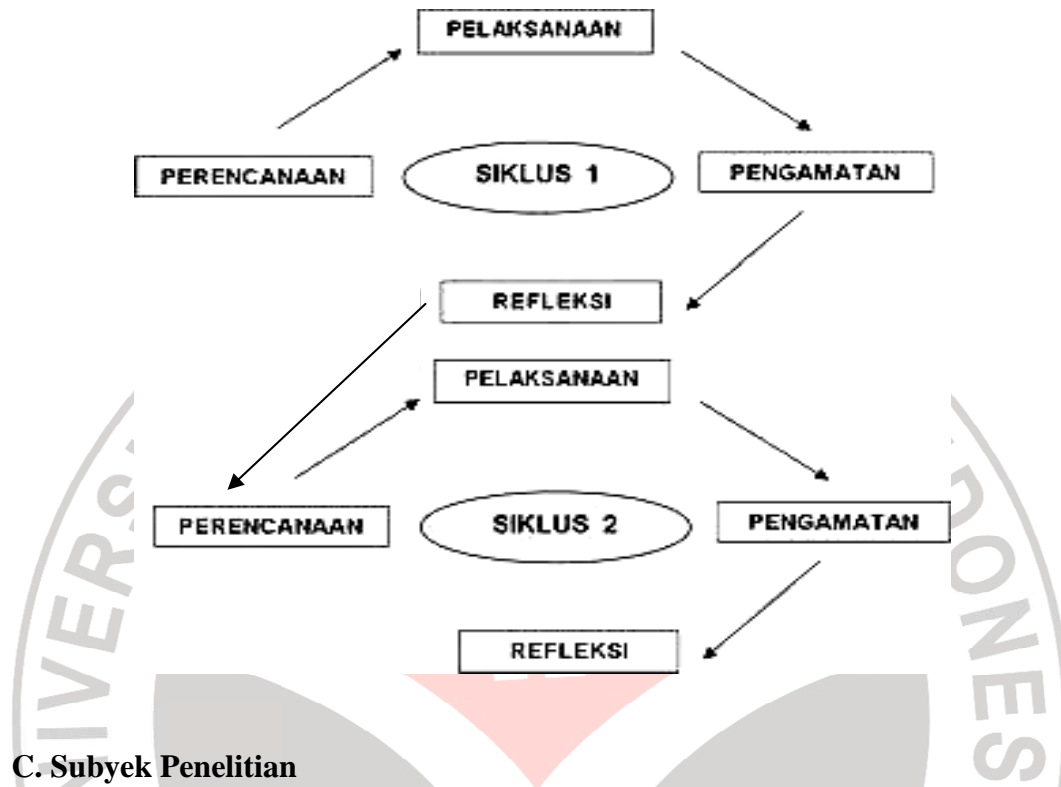 PELAKSANAAN
PERENCANAAN
SIKLUS 1
PENGAMATAN
REFLEKSI
PELAKSANAAN
PERENCANAAN
SIKLUS 2
PENGAMATAN
REFLEKSI
C. Subyek Penelitian